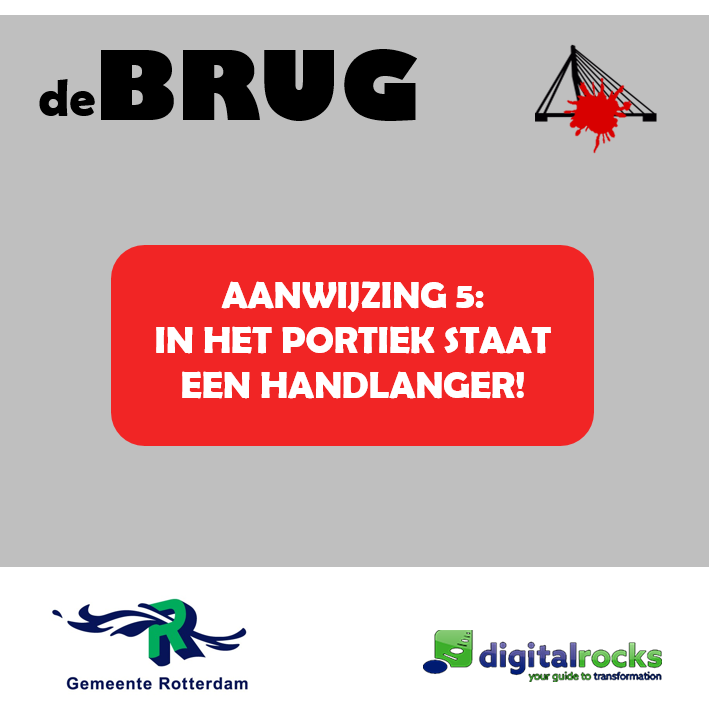 deBRUG
AANWIJZING 5:
IN HET PORTIEK STAAT
EEN HANDLANGER!
R
Gemeente Rotterdam
digitalrocks
your guide to transformation